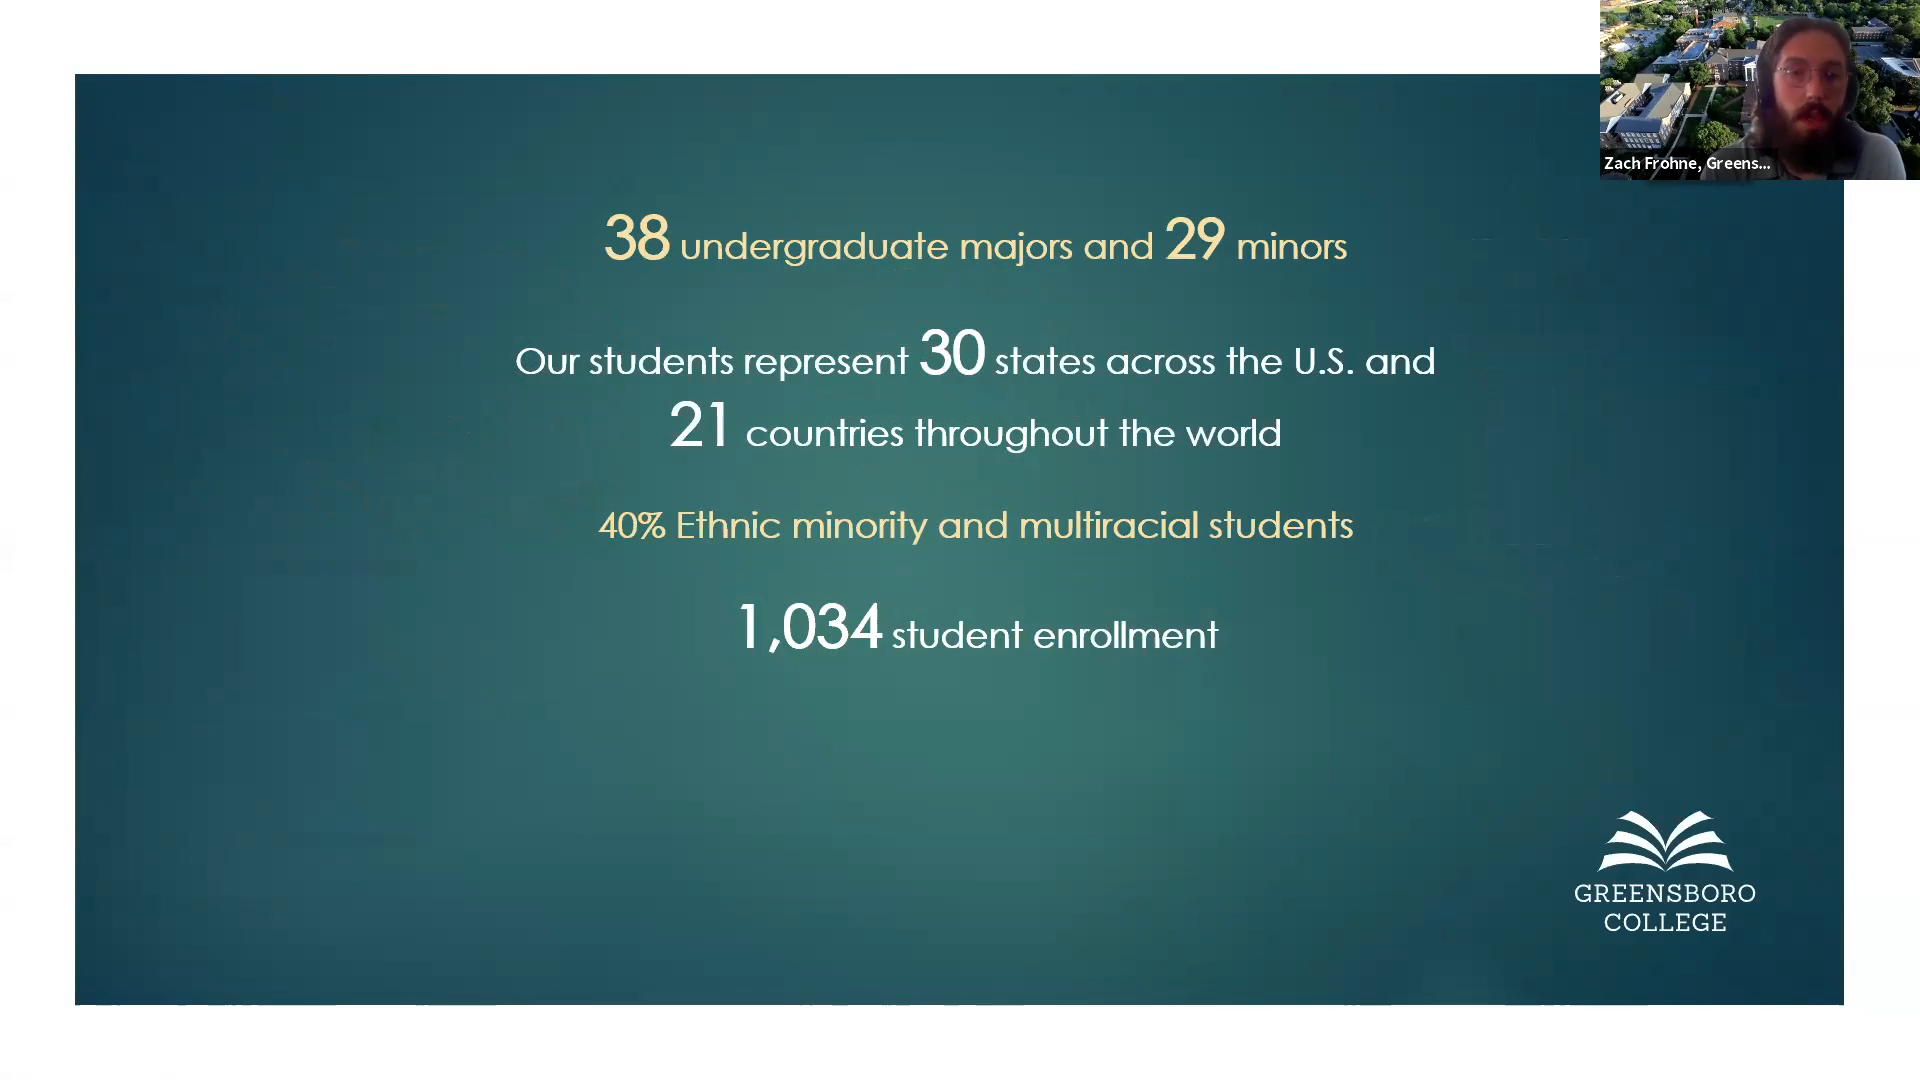 38 undergraduate majors and 29 minors
Our students represent 30 states across the U.S. and
21 countries throughout the world
40% Ethnic minority and multiracial students
1,034 student enrollment
GREENSBORO
COLLEGE
Zach Frohne, Greens...